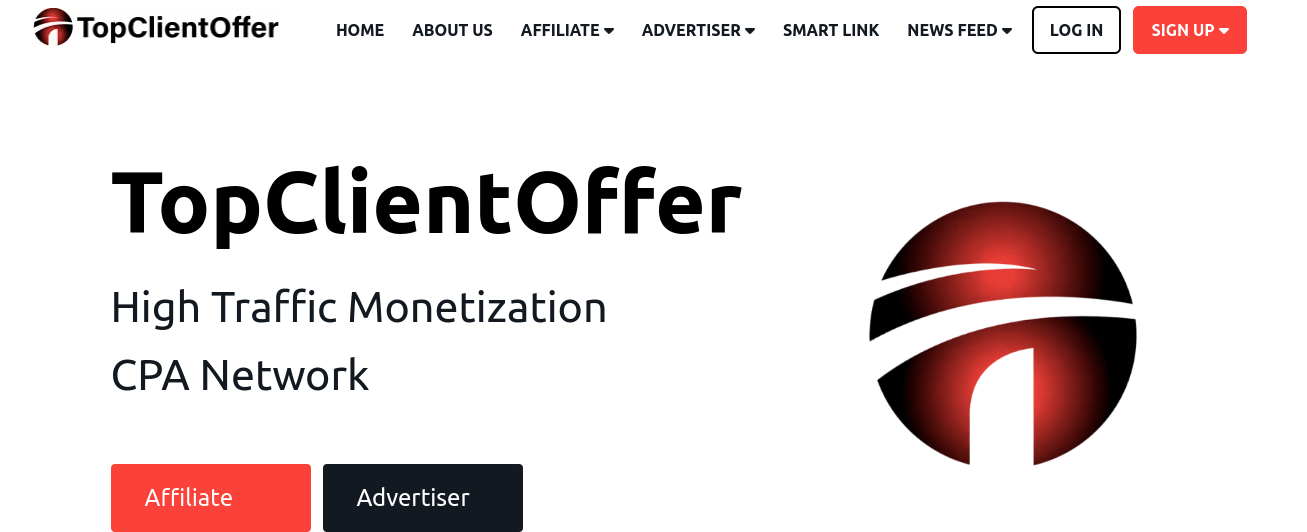 TopClientOffer HOME ABOUT US AFFILIATE ADVERTISER SMART LINK NEWS FEED LOG IN SIGN UP
TopClientOffer
High Traffic Monetization
CPA Network
Affiliate Advertiser